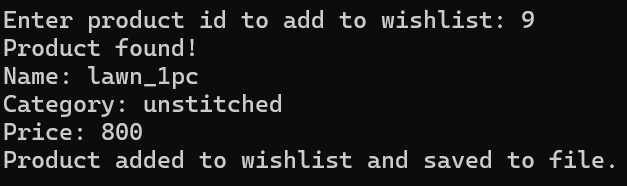 Enter product id to add to wishlist: 9
Product found!
Name: lawn_1pc
Category: unstitched
Price: 800
Product added to wishlist and saved to file.